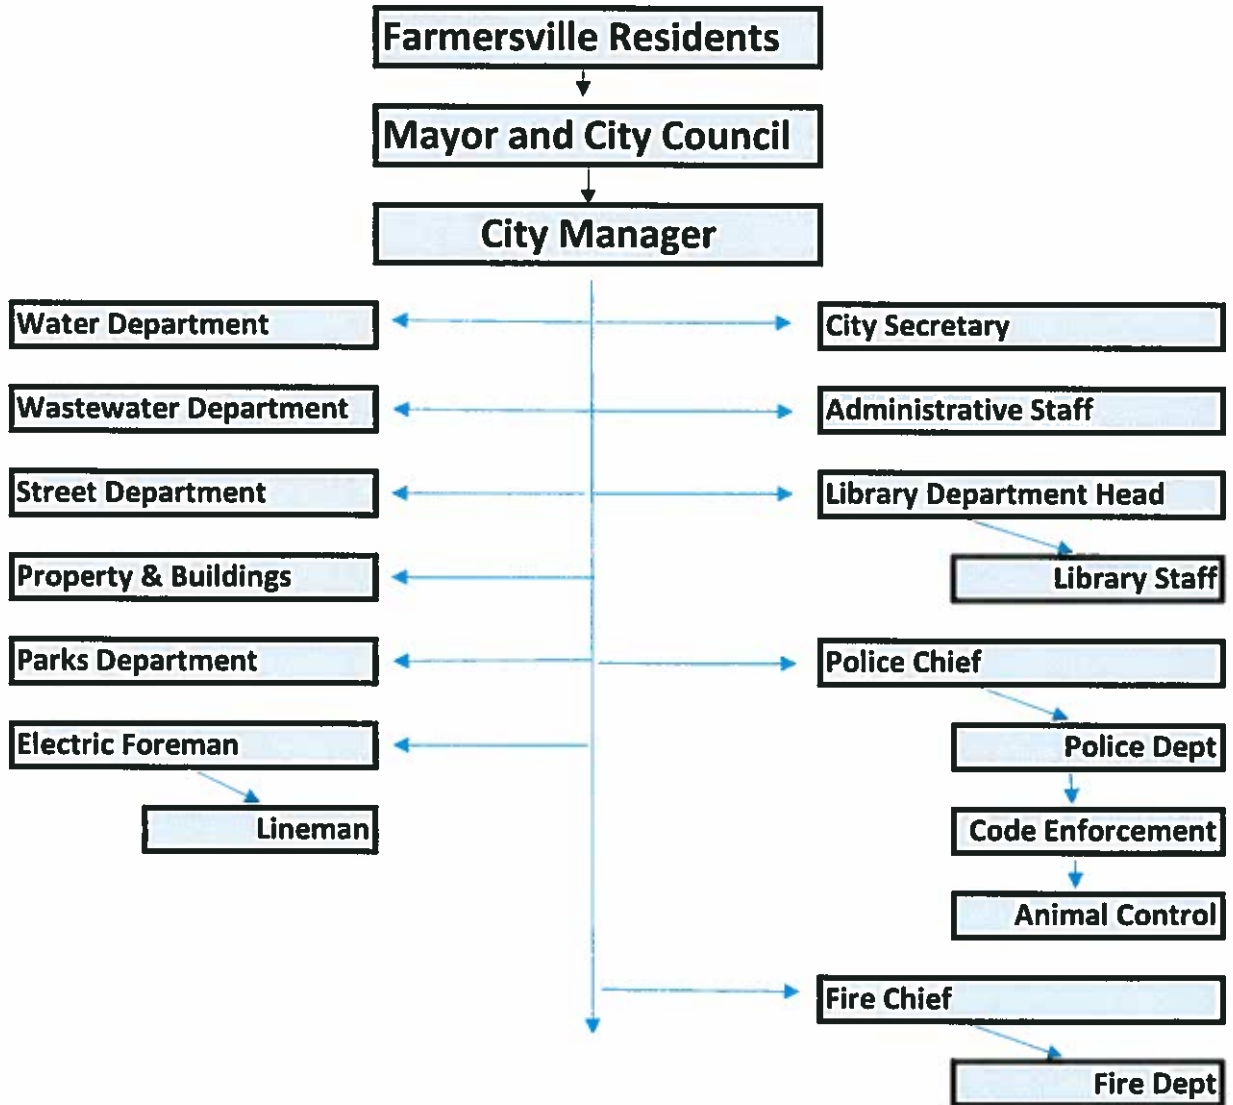 Farmersville Residents
Mayor and City Council
City Manager
Water Department
City Secretary
Wastewater Department
Administrative Staff
Street Department
Library Department Head
Property & Buildings
Library Staff
Parks Department
Police Chief
Electric Foreman
Police Dept
Lineman
Code Enforcement
Animal Control
Fire Chief
Fire Dept